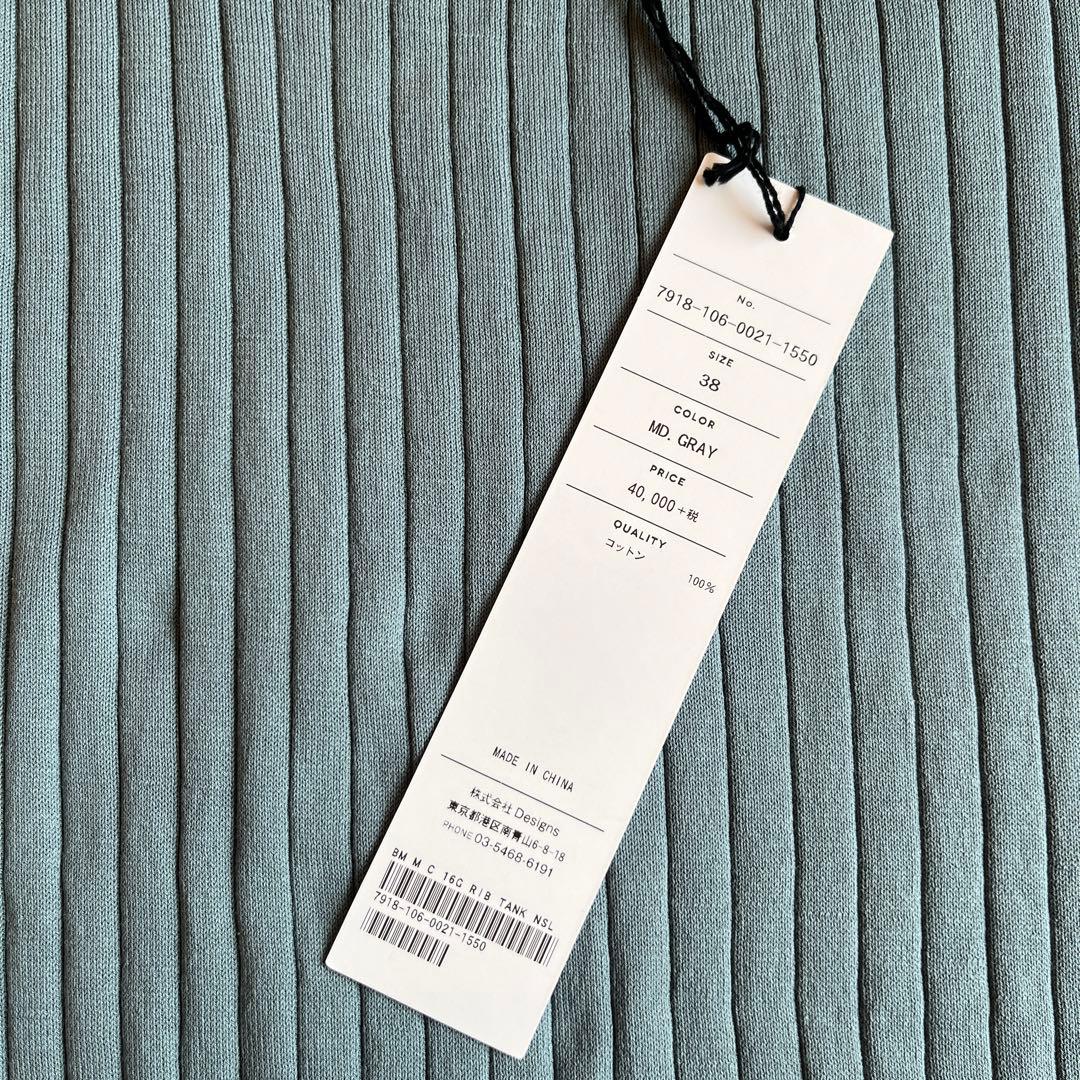 No.
7918-106-0021-1550
SIZE
38
COLOR
MD. GRAY
PRICE
40,000+税
QUALITY
コットン
100%
MADE IN CHINA
株式会社 Designs
東京都港区南青山6-8-18
PHONE 03-5468-6191
BM M C 16G RIB TANK NSL
7918-106-0021-1550